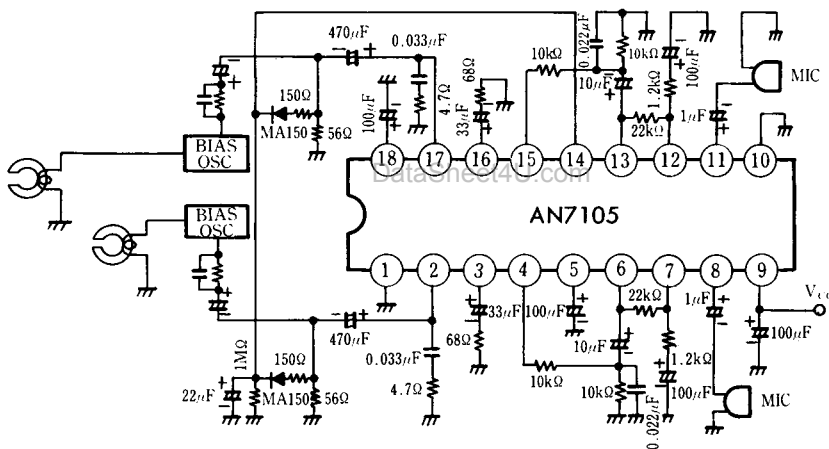 470μF
0.033μF
4.7Ω
150Ω
MA150
56Ω
100μF
68Ω
33μF
10kΩ
0.022μF
10kΩ
10μF
22kΩ
1.2kΩ
100μF
1μF
MIC
BIAS OSC
18 17 16 15 14 13 12 11 10
DataSheet4U.com
AN7105
BIAS OSC
1 2 3 4 5 6 7 8 9
VCC
470μF
0.033μF
4.7Ω
1MΩ
150Ω
MA150
56Ω
22μF
33μF
68Ω
100μF
10kΩ
10μF
22kΩ
10kΩ
0.022μF
1.2kΩ
100μF
1μF
100μF
MIC